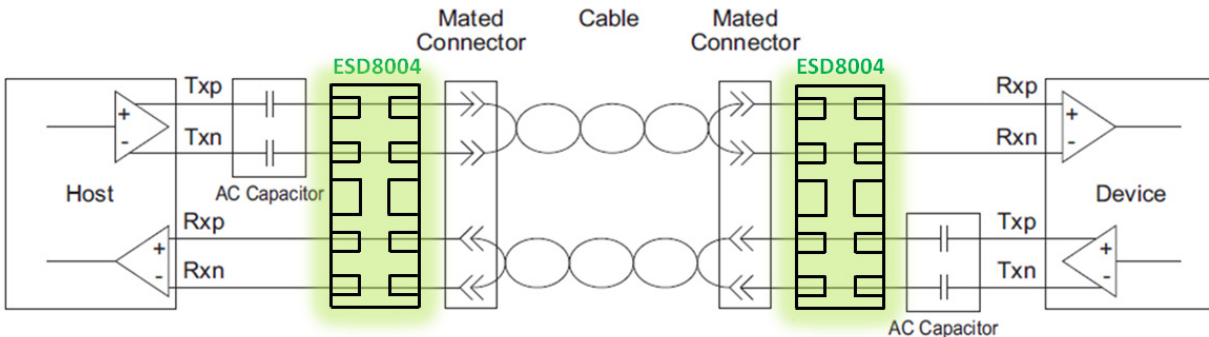 Mated Connector
Cable
Mated Connector
ESD8004
ESD8004
Txp
Rxp
+
-
Txn
+
-
Rxn
Host
AC Capacitor
Device
Rxp
Txp
+
-
Rxn
+
-
Txn
AC Capacitor